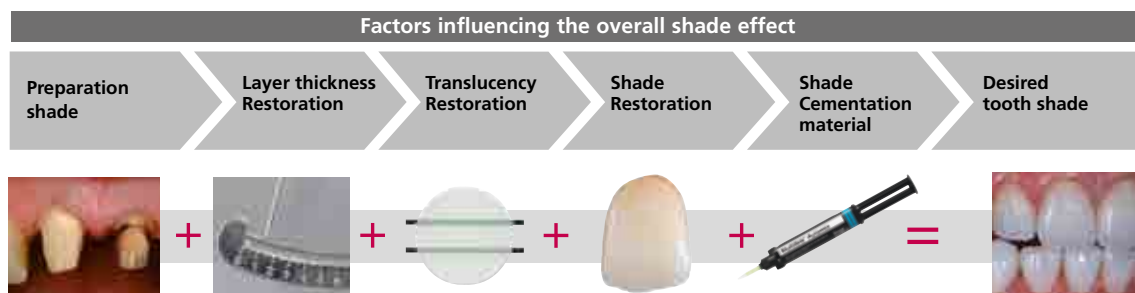 Factors influencing the overall shade effect
Preparation
shade
Layer thickness
Restoration
Translucency
Restoration
Shade
Restoration
Shade
Cementation
material
Desired
tooth shade
+ + + + =